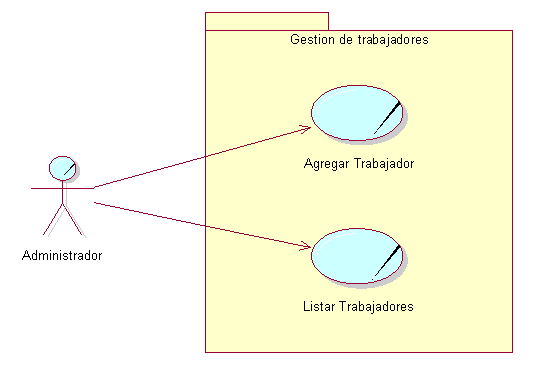 Gestion de trabajadores
Agregar Trabajador
Administrador
Listar Trabajadores